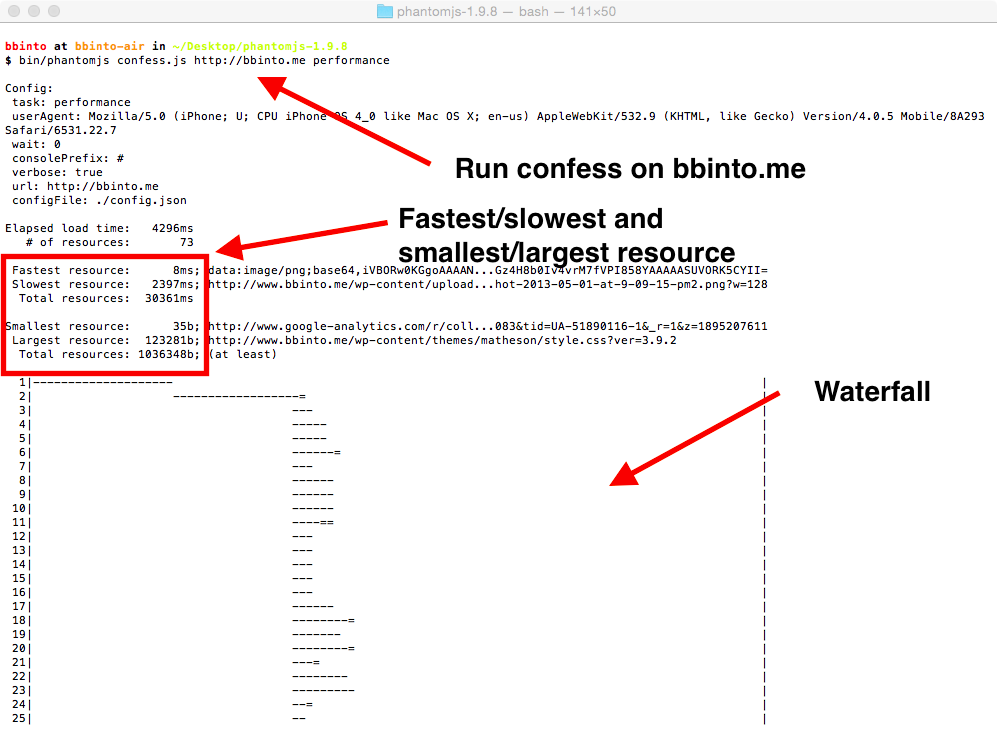 phantomjs-1.9.8 — bash — 141×50
bbinto at bbinto-air in ~/Desktop/phantomjs-1.9.8
$ bin/phantomjs confess.js http://bbinto.me performance
Config:
task: performance
userAgent: Mozilla/5.0 (iPhone; U; CPU iPhone OS 4_0 like Mac OS X; en-us) AppleWebKit/532.9 (KHTML, like Gecko) Version/4.0.5 Mobile/8A293
Safari/6531.22.7
wait: 0
consolePrefix: #
verbose: true
url: http://bbinto.me
configFile: ./config.json
Run confess on bbinto.me
Fastest/slowest and
smallest/largest resource
Elapsed load time: 4296ms
# of resources: 73
Fastest resource: 8ms; data:image/png;base64,iVBORw0KGgoAAAAN...Gz4H8b0Iv4vrM7fVPI858YAAAAASUVORK5CYII=
Slowest resource: 2397ms; http://www.bbinto.me/wp-content/upload...hot-2013-05-01-at-9-09-15-pm2.png?w=128
Total resources: 30361ms
Smallest resource: 35b; http://www.google-analytics.com/r/coll...083&tid=UA-51890116-1&_r=1&z=1895207611
Largest resource: 123281b; http://www.bbinto.me/wp-content/themes/matheson/style.css?ver=3.9.2
Total resources: 1036348b; (at least)
Waterfall
1|-------------------- |
2| ------------------= |
3| --- |
4| ----- |
5| ----- |
6| ------= |
7| --- |
8| ------ |
9| ------ |
10| ------ |
11| ----== |
12| --- |
13| --- |
14| --- |
15| --- |
16| --- |
17| ------ |
18| --------= |
19| ------- |
20| --------= |
21| ---= |
22| -------- |
23| --------- |
24| --= |
25| -- |